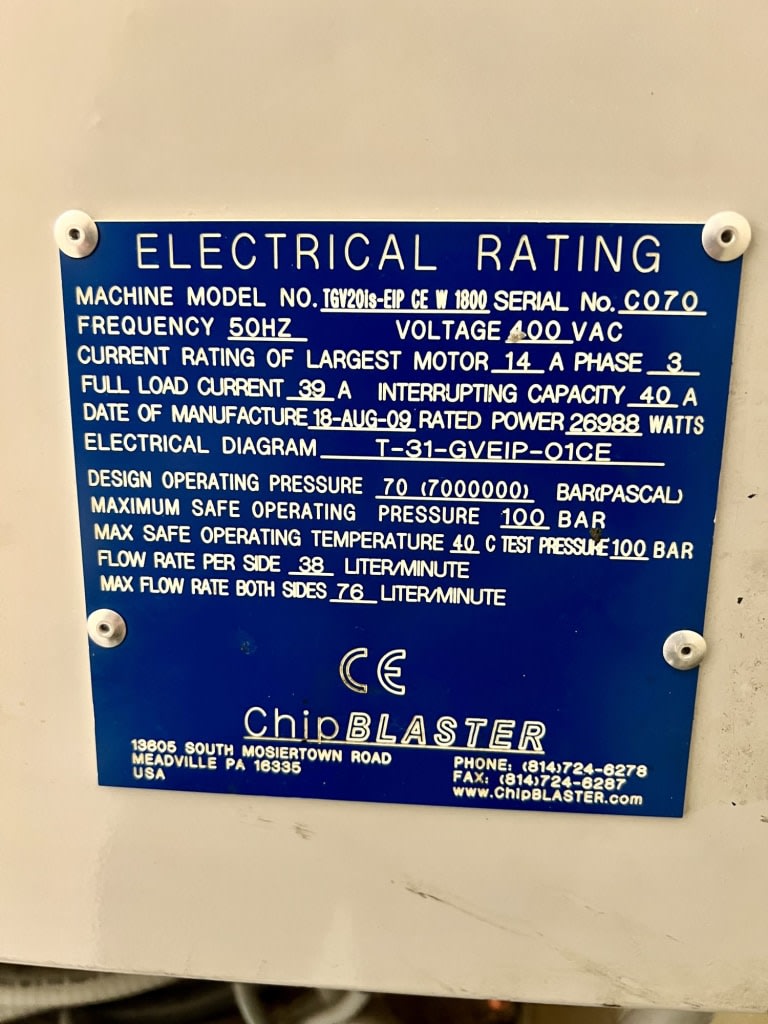 ELECTRICAL RATING
MACHINE MODEL NO. TGV20is-EIP CE W 1800 SERIAL No. C070
FREQUENCY 50HZ VOLTAGE 400 VAC
CURRENT RATING OF LARGEST MOTOR 14 A PHASE 3
FULL LOAD CURRENT 39 A INTERRUPTING CAPACITY 40 A
DATE OF MANUFACTURE 18-AUG-09 RATED POWER 26988 WATTS
ELECTRICAL DIAGRAM T-31-GVEIP-01CE
DESIGN OPERATING PRESSURE 70 (7000000) BAR(PASCAL)
MAXIMUM SAFE OPERATING PRESSURE 100 BAR
MAX SAFE OPERATING TEMPERATURE 40 C TEST PRESSURE 100 BAR
FLOW RATE PER SIDE 38 LITER/MINUTE
MAX FLOW RATE BOTH SIDES 76 LITER/MINUTE
CE
ChipBLASTER
13605 SOUTH MOSIERTOWN ROAD
MEADVILLE PA 16335
USA
PHONE: (814)724-6278
FAX: (814)724-6287
www.ChipBLASTER.com